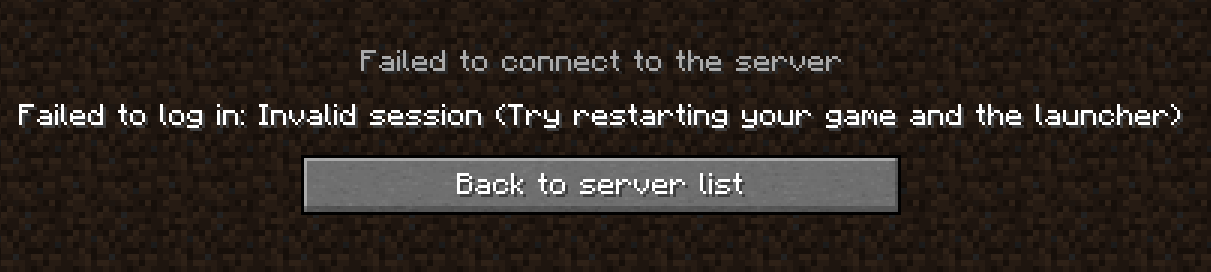 Failed to connect to the server
Failed to log in: Invalid session (Try restarting your game and the launcher)
Back to server list